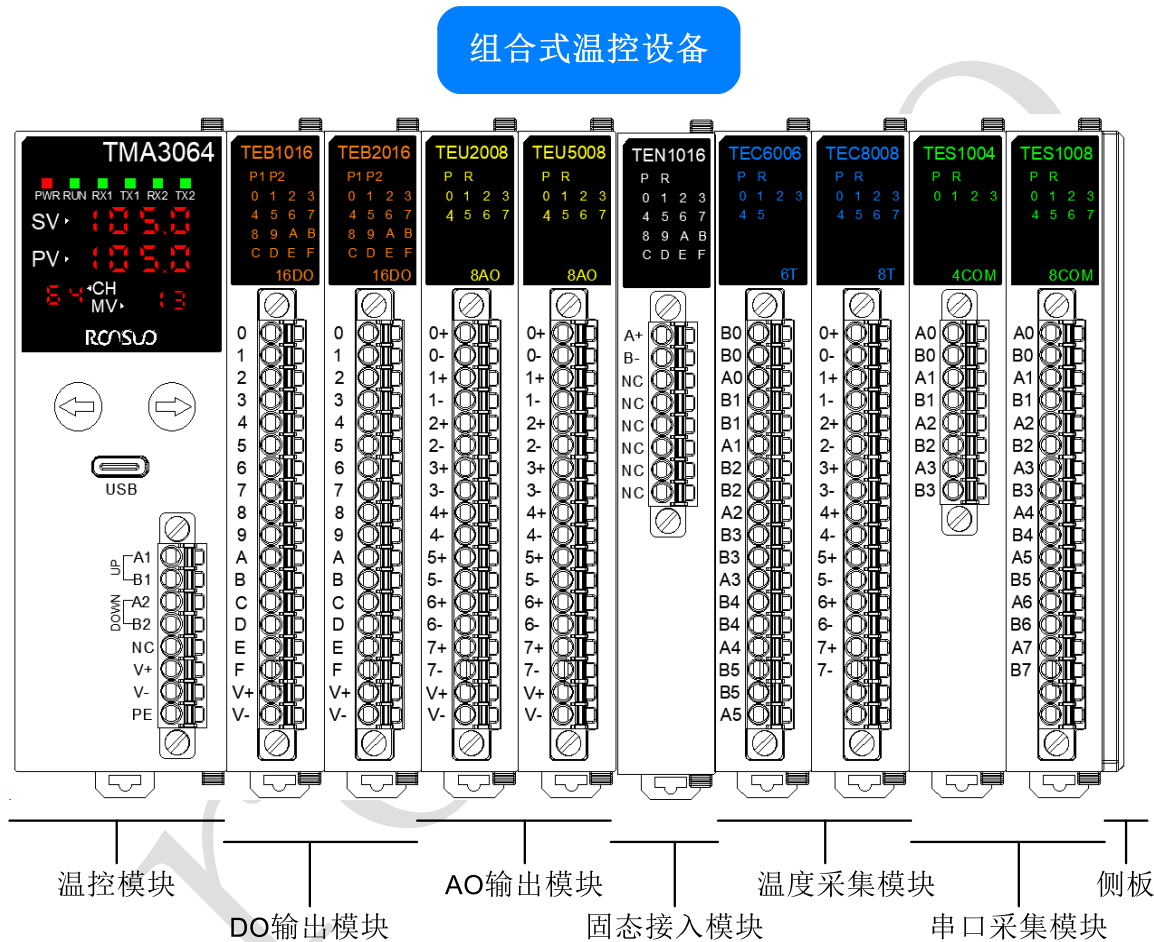 组合式温控设备
TMA3064
PWR RUN RX1 TX1 RX2 TX2
SV 105.0
PV 105.0
64 CH
MV 13
RCNSUO
USB
UP
A1
B1
DOWN
A2
B2
NC
V+
V-
PE
TEB1016
P1 P2
0 1 2 3
4 5 6 7
8 9 A B
C D E F
16DO
0
1
2
3
4
5
6
7
8
9
A
B
C
D
E
F
V+
V-
TEB2016
P1 P2
0 1 2 3
4 5 6 7
8 9 A B
C D E F
16DO
0
1
2
3
4
5
6
7
8
9
A
B
C
D
E
F
V+
V-
TEU2008
P R
0 1 2 3
4 5 6 7
8AO
0+
0-
1+
1-
2+
2-
3+
3-
4+
4-
5+
5-
6+
6-
7+
7-
V+
V-
TEU5008
P R
0 1 2 3
4 5 6 7
8AO
0+
0-
1+
1-
2+
2-
3+
3-
4+
4-
5+
5-
6+
6-
7+
7-
V+
V-
TEN1016
P R
0 1 2 3
4 5 6 7
8 9 A B
C D E F
A+
B-
NC
NC
NC
NC
NC
NC
TEC6006
P R
0 1 2 3
4 5
6T
B0
B0
A0
B1
B1
A1
B2
B2
A2
B3
B3
A3
B4
B4
A4
B5
B5
A5
TEC8008
P R
0 1 2 3
4 5 6 7
8T
0+
0-
1+
1-
2+
2-
3+
3-
4+
4-
5+
5-
6+
6-
7+
7-
TES1004
P R
0 1 2 3
4COM
A0
B0
A1
B1
A2
B2
A3
B3
TES1008
P R
0 1 2 3
4 5 6 7
8COM
A0
B0
A1
B1
A2
B2
A3
B3
A4
B4
A5
B5
A6
B6
A7
B7
温控模块
DO输出模块
AO输出模块
固态接入模块
温度采集模块
串口采集模块
侧板